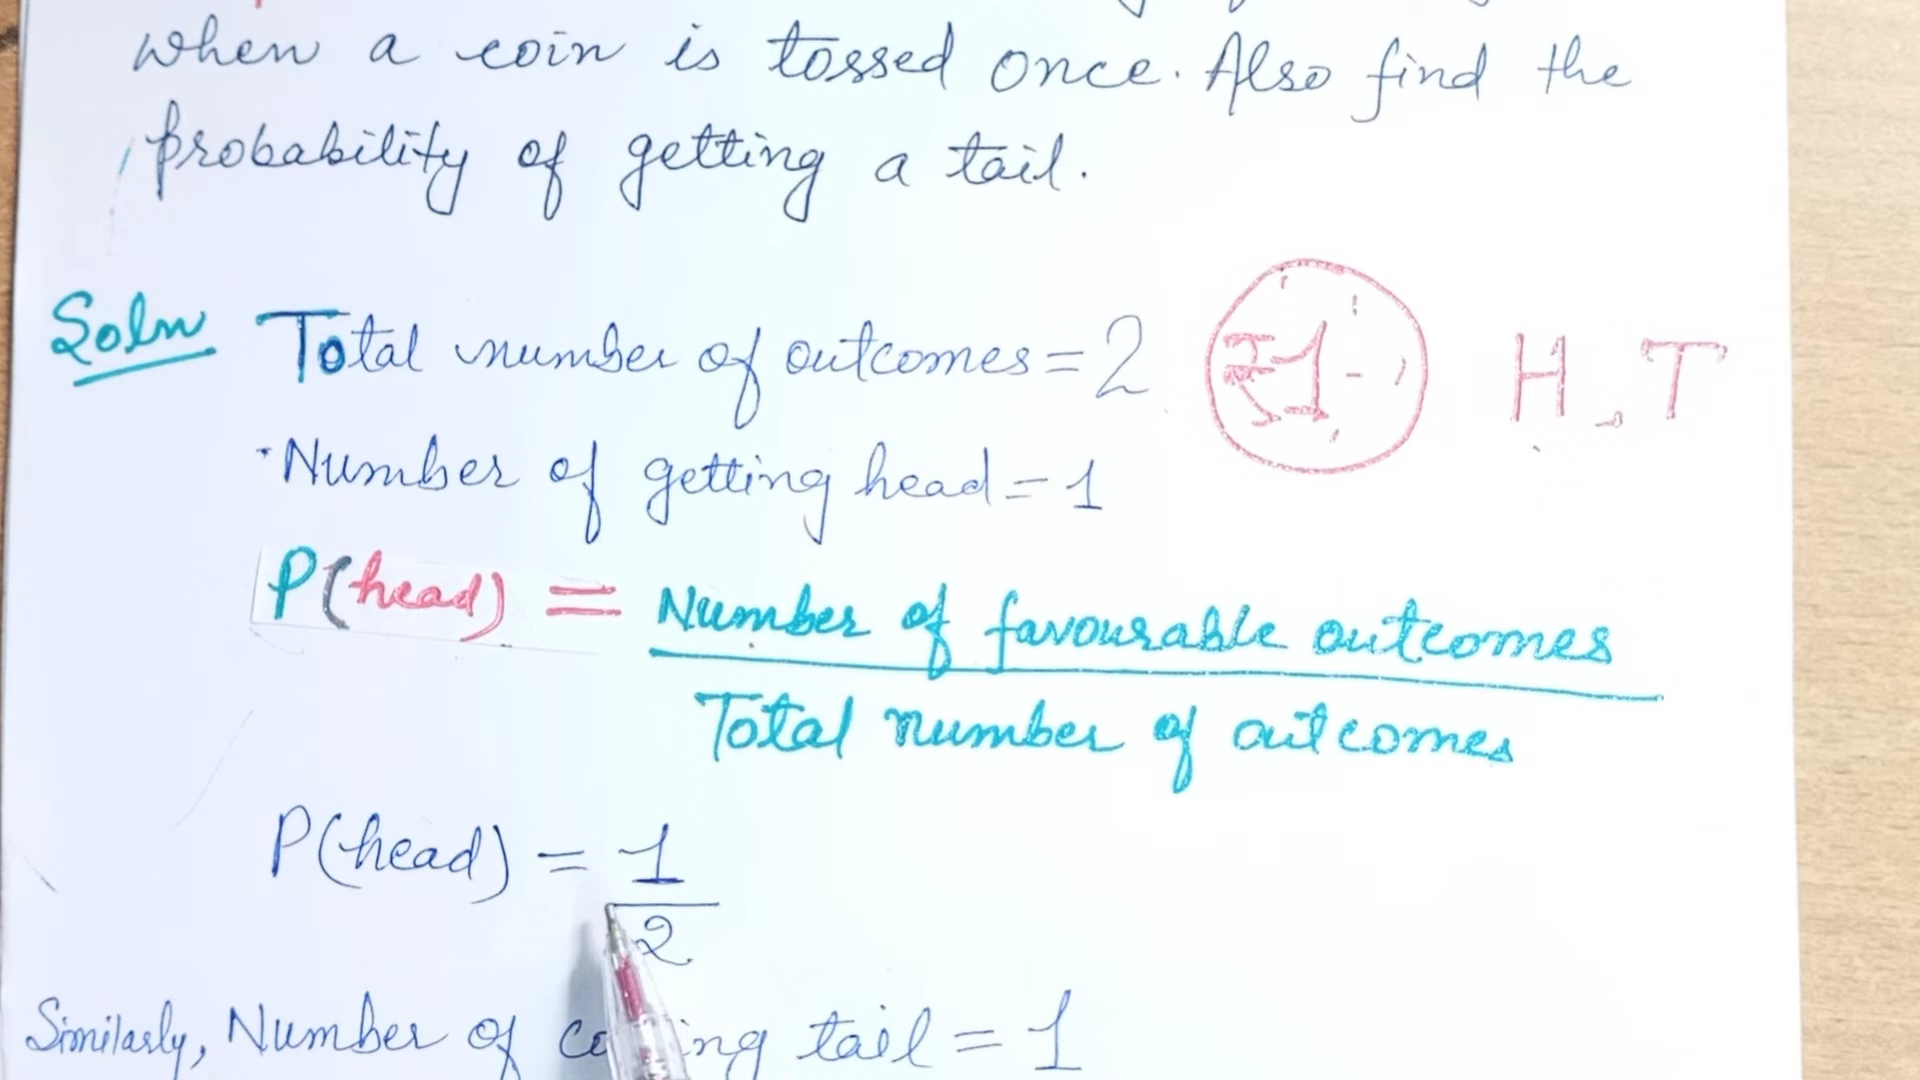 when a coin is tossed once. Also find the
probability of getting a tail.
Soln Total number of outcomes = 2 ₹1 H, T
Number of getting head = 1
P(head) = Number of favourable outcomes
Total number of outcomes
P(head) = 1
2
Similarly, Number of tail = 1